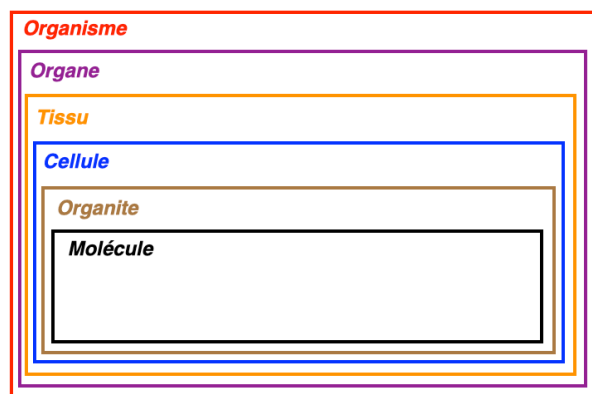 Organisme
Organe
Tissu
Cellule
Organite
Molécule